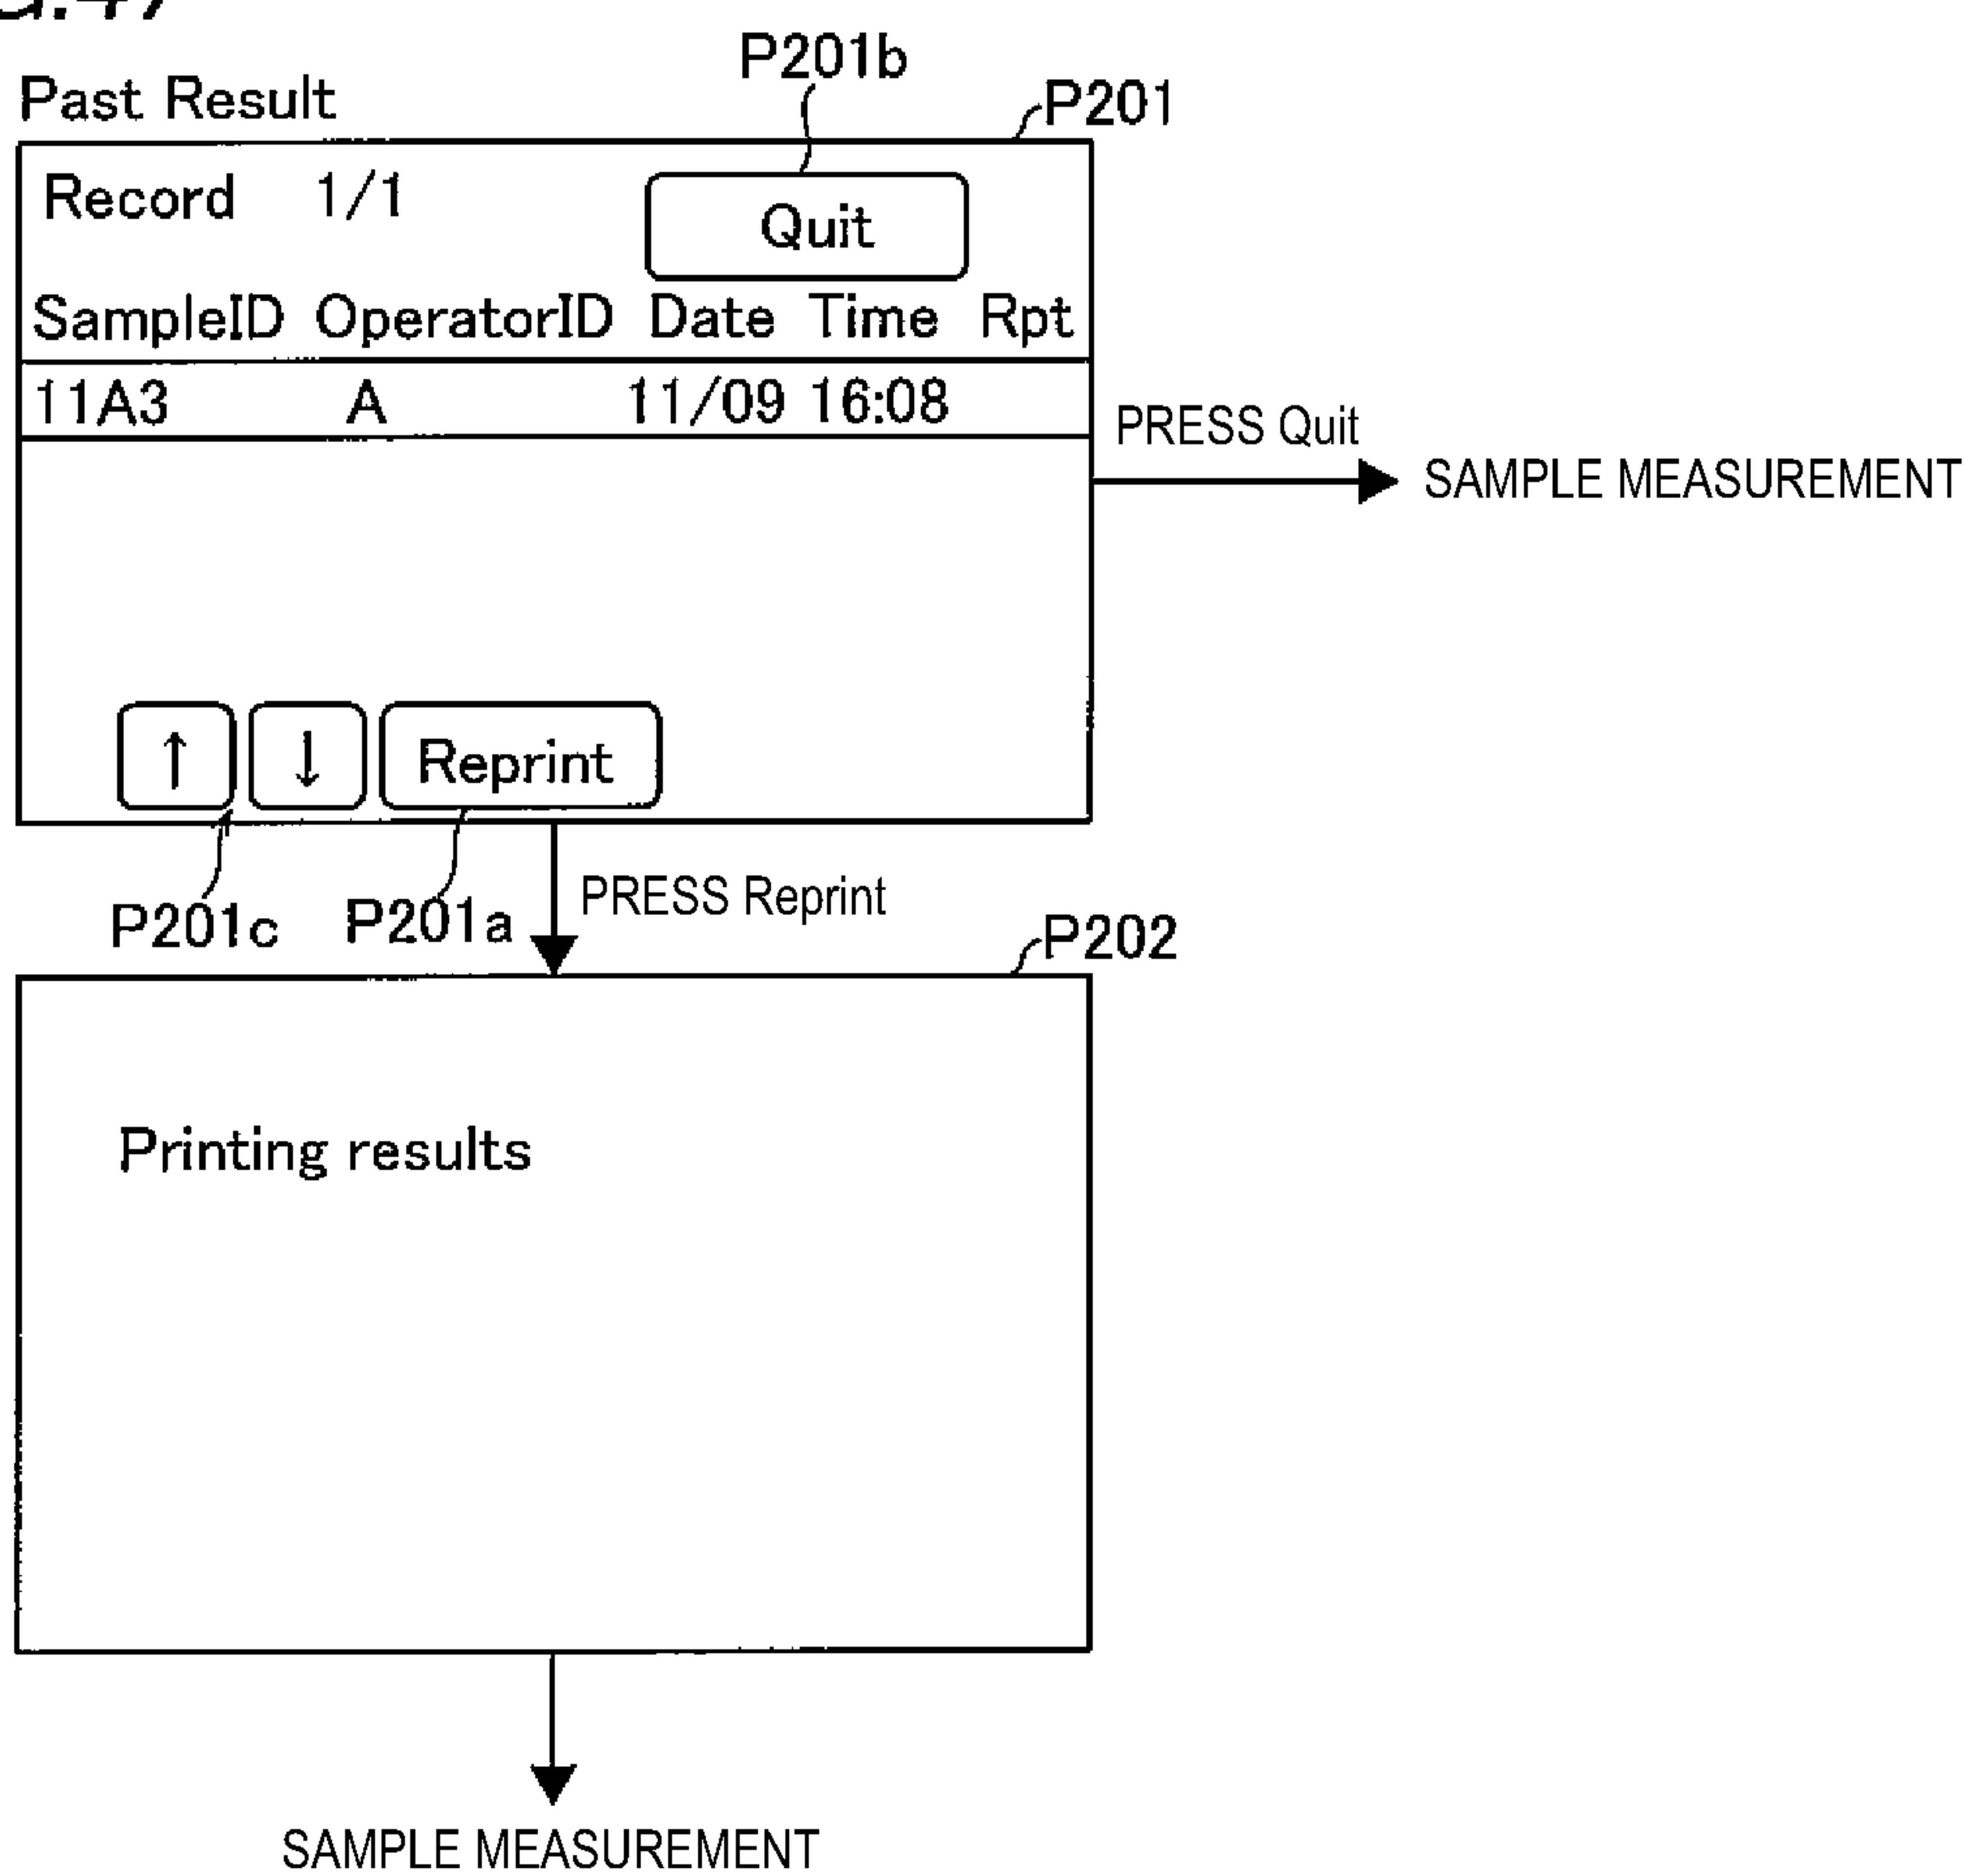 P201b
Past Result
P201
Record 1/1
Quit
SampleID OperatorID Date Time Rpt
11A3 A 11/09 16:08
PRESS Quit
SAMPLE MEASUREMENT
↑ ↓ Reprint
PRESS Reprint
P201c P201a
P202
Printing results
SAMPLE MEASUREMENT